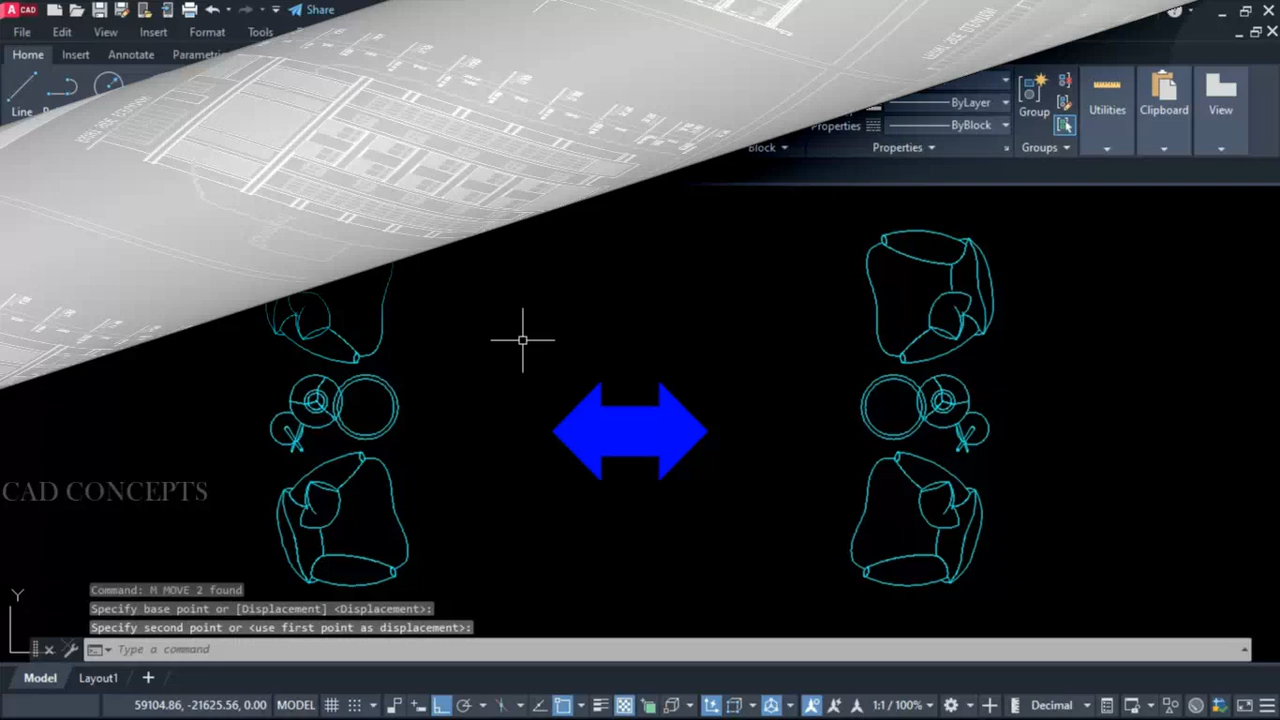 A CAD
Share
File Edit View Insert Format Tools
Home Insert Annotate Parametri
Line
ByLayer
Properties
ByBlock
Group
Utilities
Clipboard
View
Block
Properties
Groups
CAD CONCEPTS
Y
Command: M MOVE 2 found
Specify base point or [Displacement] <Displacement>:
Specify second point or <use first point as displacement>:
Type a command
Model Layout1 +
59104.86, -21625.56, 0.00 MODEL 1:1 / 100% Decimal